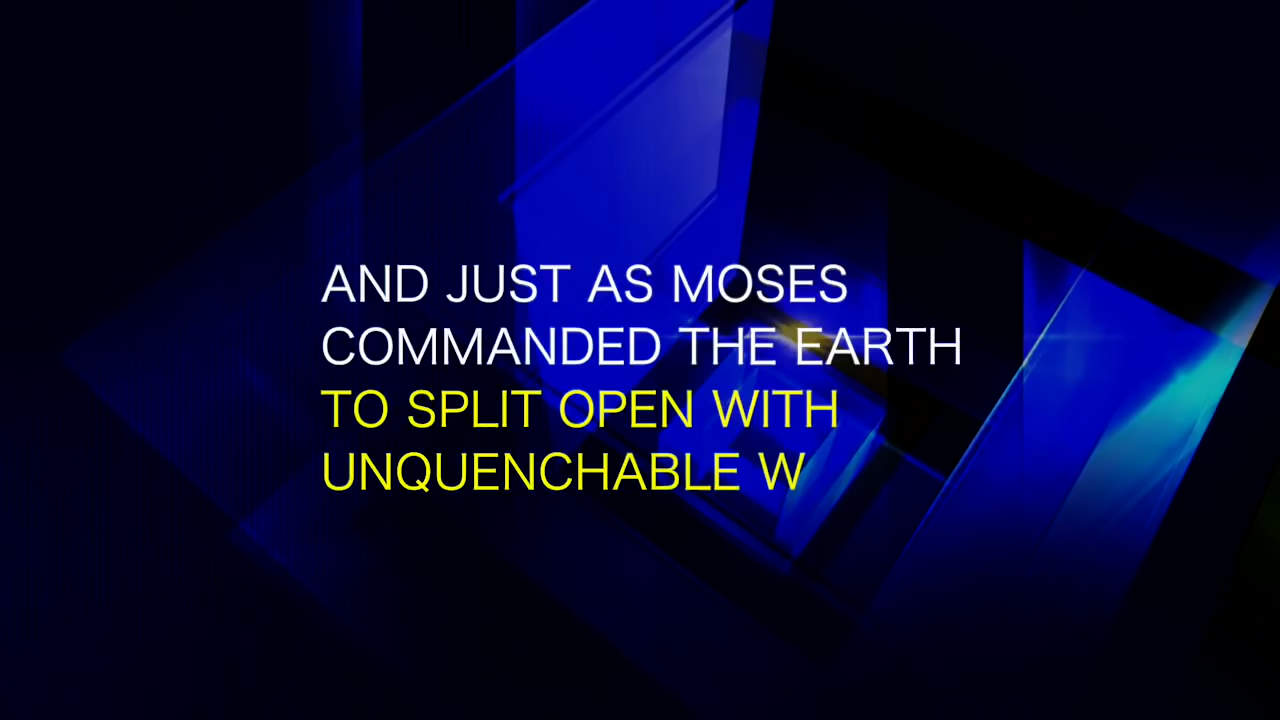 AND JUST AS MOSES
COMMANDED THE EARTH
TO SPLIT OPEN WITH
UNQUENCHABLE W